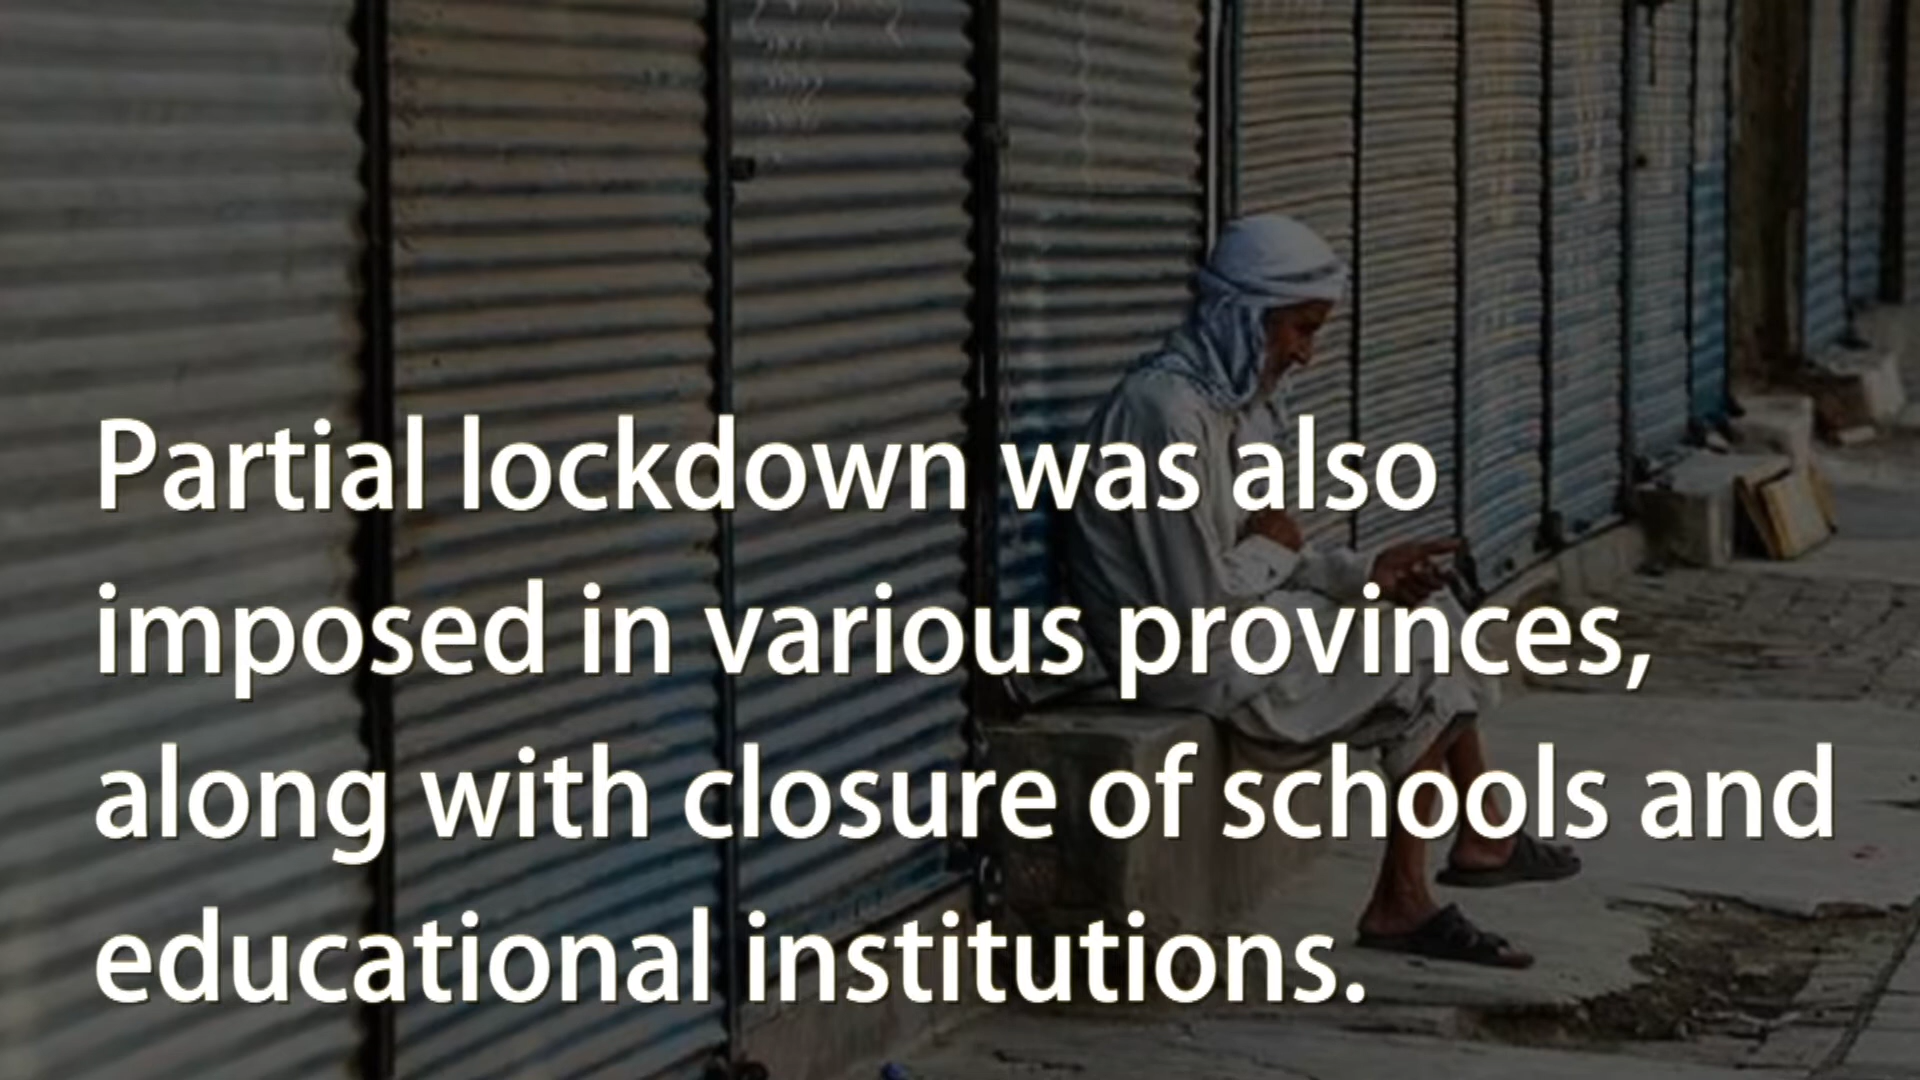 Partial lockdown was also
imposed in various provinces,
along with closure of schools and
educational institutions.